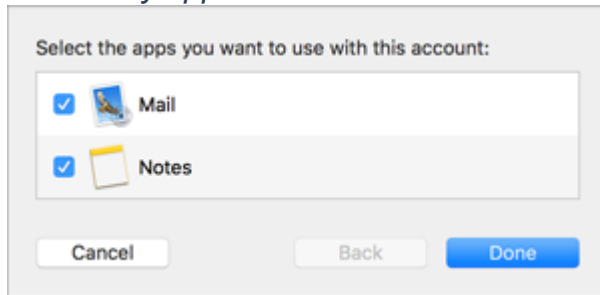 Select the apps you want to use with this account:
Mail
Notes
Cancel Back Done